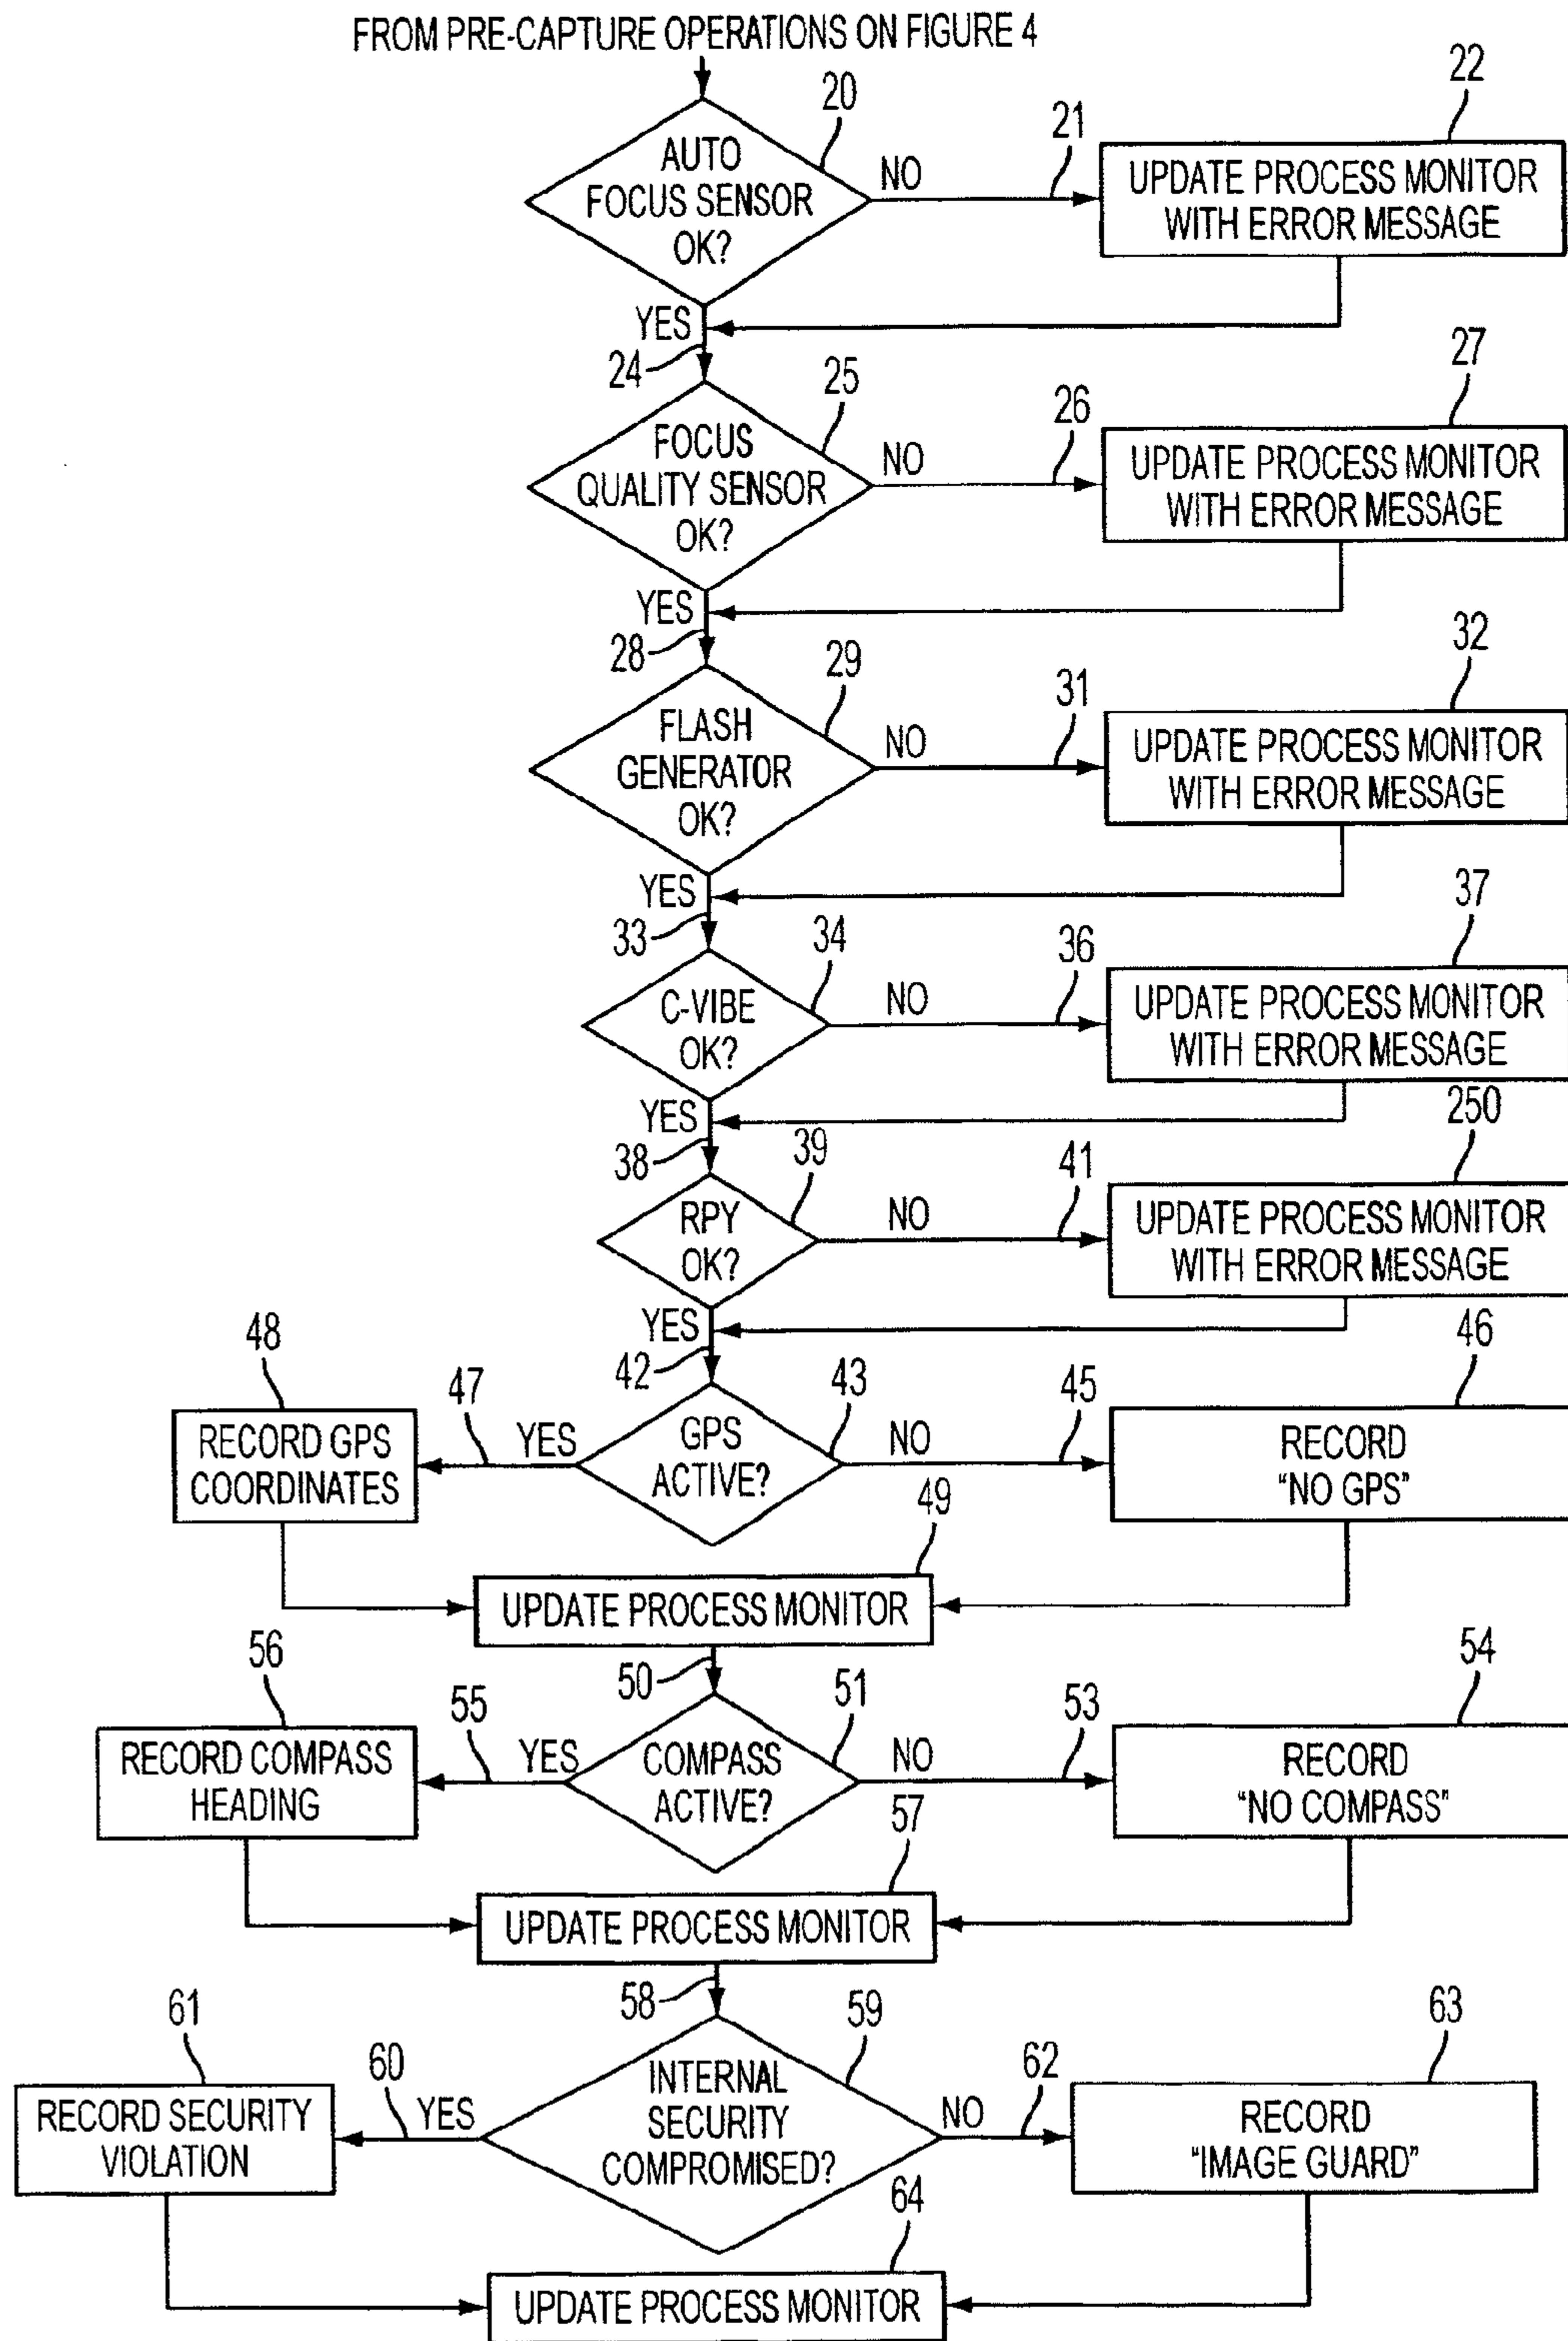 FROM PRE-CAPTURE OPERATIONS ON FIGURE 4
20
21
22
AUTO
FOCUS SENSOR
OK?
NO
UPDATE PROCESS MONITOR
WITH ERROR MESSAGE
YES
24
25
26
27
FOCUS
QUALITY SENSOR
OK?
NO
UPDATE PROCESS MONITOR
WITH ERROR MESSAGE
YES
28
29
31
32
FLASH
GENERATOR
OK?
NO
UPDATE PROCESS MONITOR
WITH ERROR MESSAGE
YES
33
34
36
37
C-VIBE
OK?
NO
UPDATE PROCESS MONITOR
WITH ERROR MESSAGE
YES
38
39
41
250
RPY
OK?
NO
UPDATE PROCESS MONITOR
WITH ERROR MESSAGE
YES
42
48
47
43
45
46
RECORD GPS
COORDINATES
YES
GPS
ACTIVE?
NO
RECORD
“NO GPS”
49
UPDATE PROCESS MONITOR
50
56
55
51
53
54
RECORD COMPASS
HEADING
YES
COMPASS
ACTIVE?
NO
RECORD
“NO COMPASS”
57
UPDATE PROCESS MONITOR
58
61
60
59
62
63
RECORD SECURITY
VIOLATION
YES
INTERNAL
SECURITY
COMPROMISED?
NO
RECORD
“IMAGE GUARD”
64
UPDATE PROCESS MONITOR